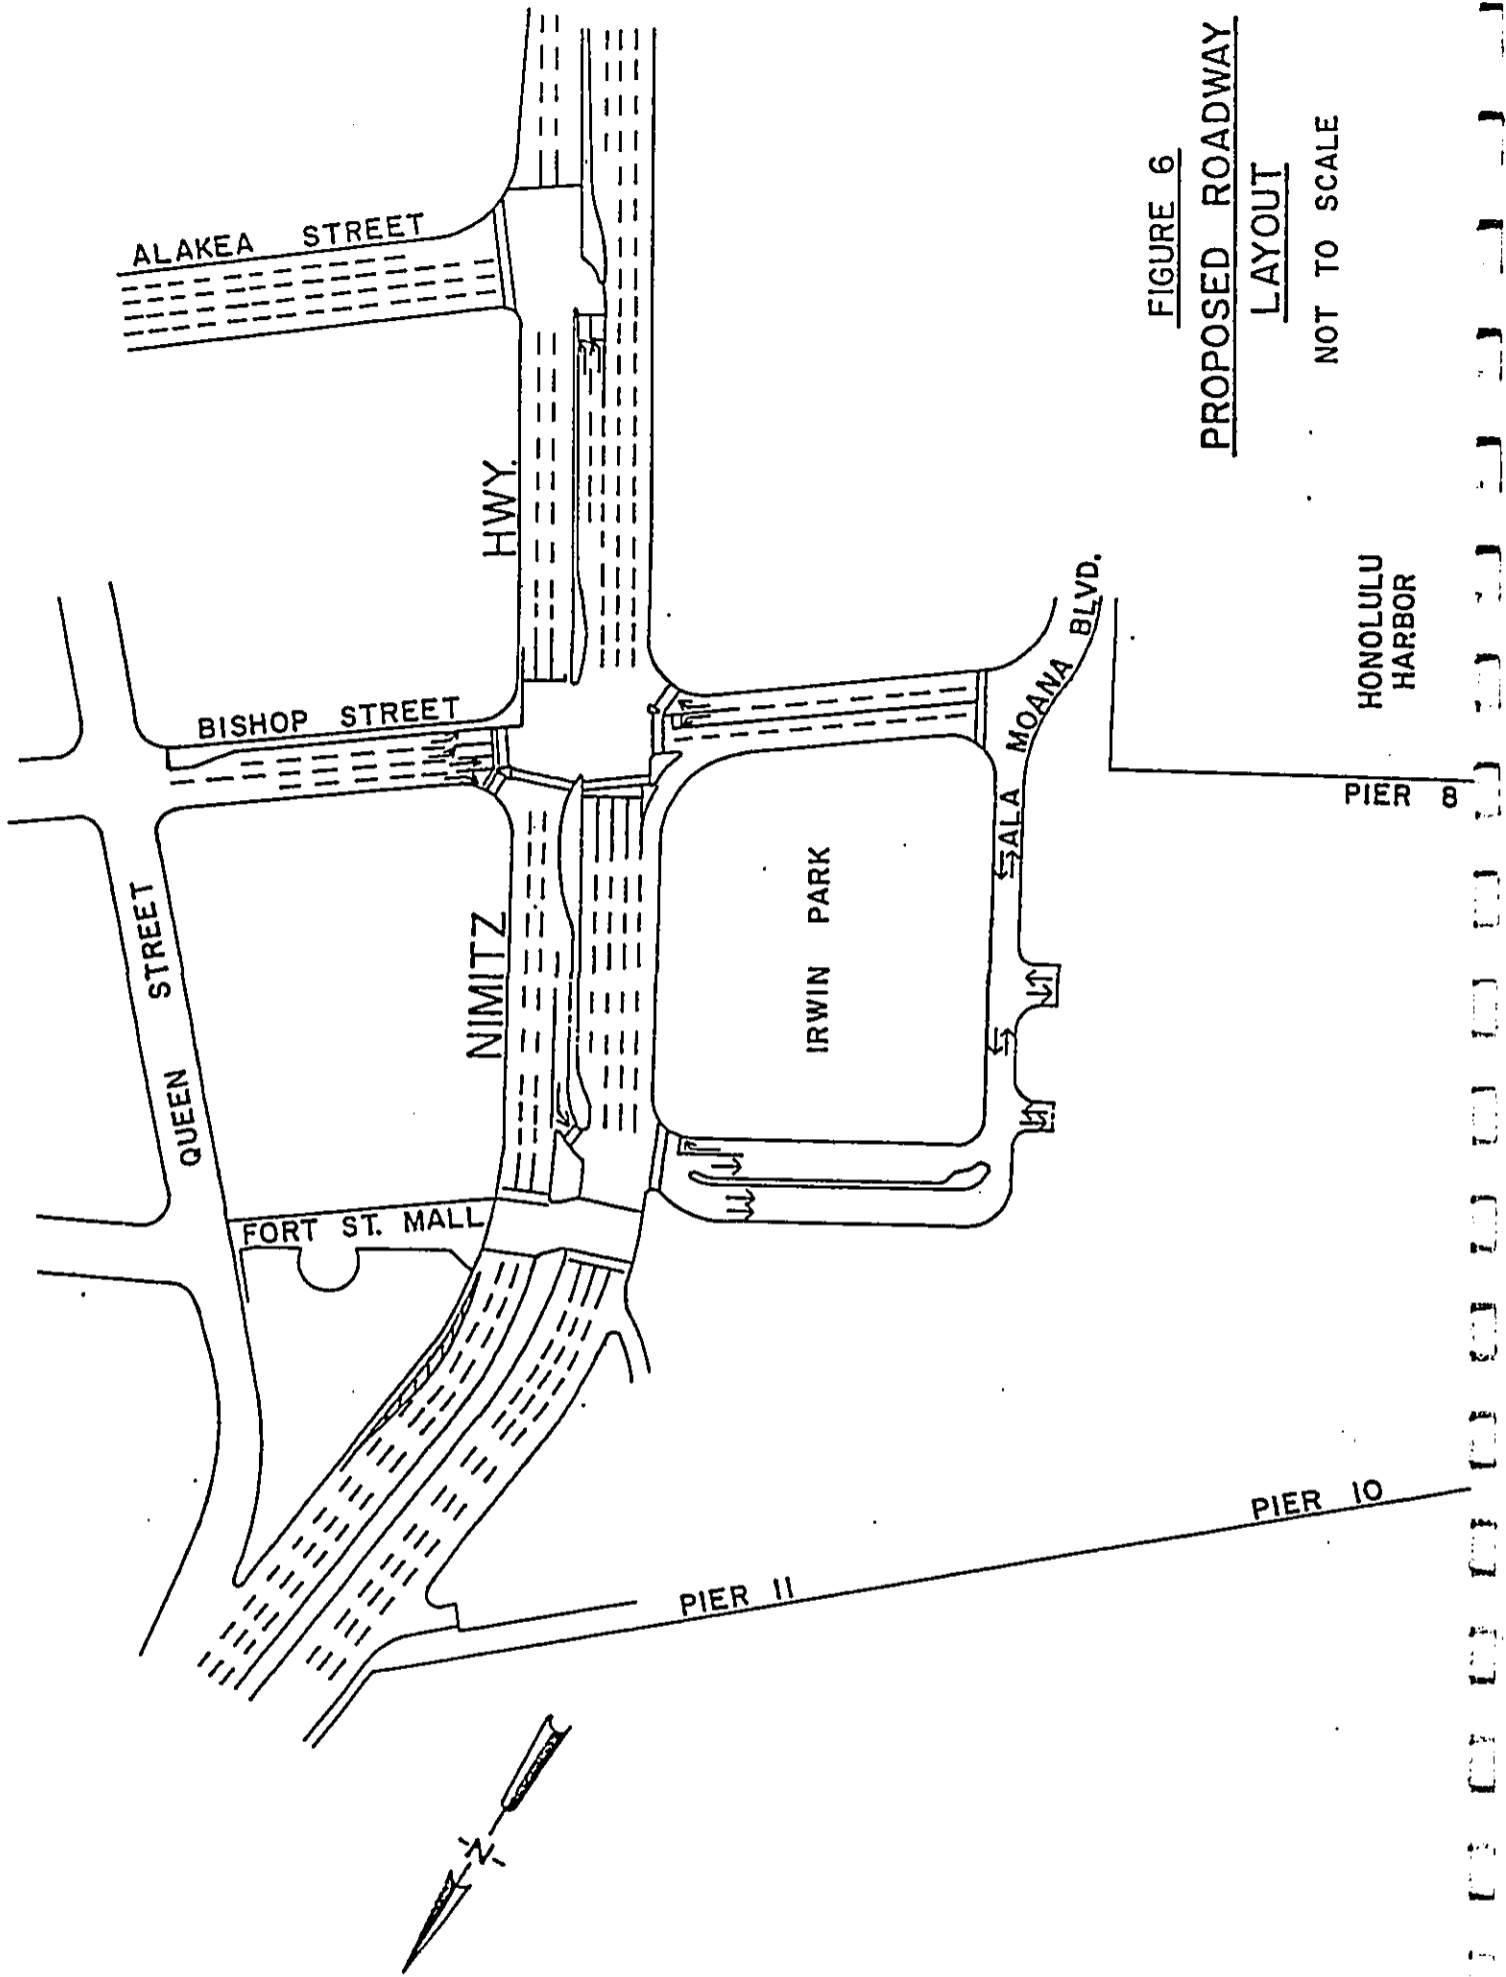 ALAKEA STREET
HWY.
BISHOP STREET
QUEEN STREET
NIMITZ
FORT ST. MALL
IRWIN PARK
ALA MOANA BLVD.
HONOLULU
HARBOR
PIER 8
PIER 10
PIER 11
N
FIGURE 6
PROPOSED ROADWAY
LAYOUT
NOT TO SCALE